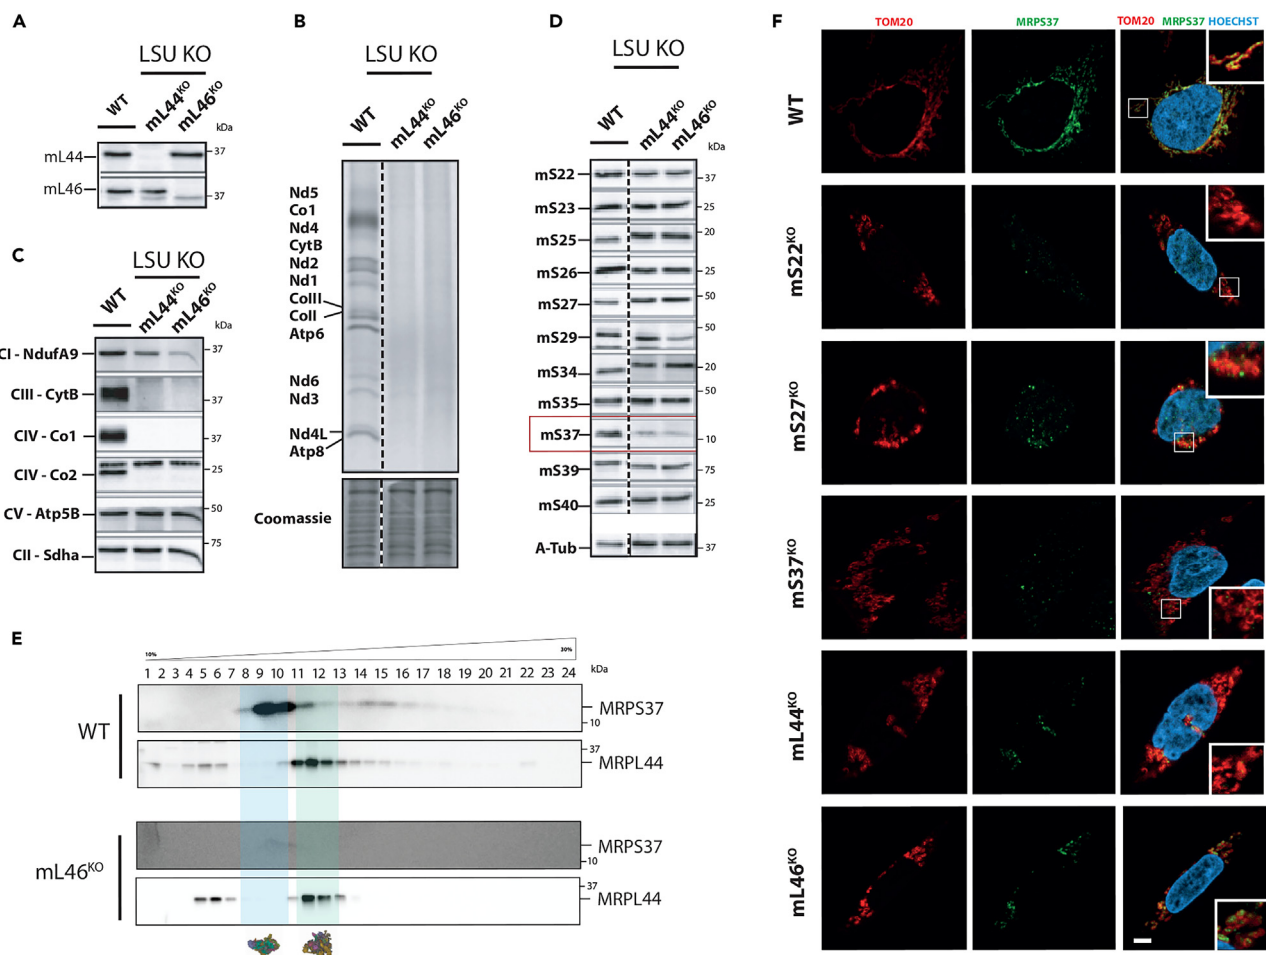 A
LSU KO
WT
mL44KO
mL46KO
kDa
mL44
37
mL46
37
B
LSU KO
WT
mL44KO
mL46KO
Nd5
Co1
Nd4
CytB
Nd2
Nd1
CoIII
CoII
Atp6
Nd6
Nd3
Nd4L
Atp8
Coomassie
C
LSU KO
WT
mL44KO
mL46KO
kDa
CI - NdufA9
37
CIII - CytB
37
CIV - Co1
CIV - Co2
25
CV - Atp5B
50
CII - Sdha
75
D
LSU KO
WT
mL44KO
mL46KO
kDa
mS22
37
mS23
25
mS25
20
mS26
25
mS27
50
mS29
50
mS34
20
mS35
50
mS37
10
mS39
75
mS40
25
A-Tub
37
E
10%
30%
1 2 3 4 5 6 7 8 9 10 11 12 13 14 15 16 17 18 19 20 21 22 23 24
kDa
WT
MRPS37
10
37
MRPL44
mL46KO
MRPS37
10
37
MRPL44
F
TOM20 MRPS37 TOM20 MRPS37 HOECHST
WT
mS22KO
mS27KO
mS37KO
mL44KO
mL46KO